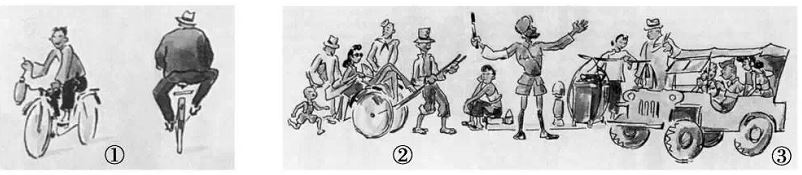 ①
②
③